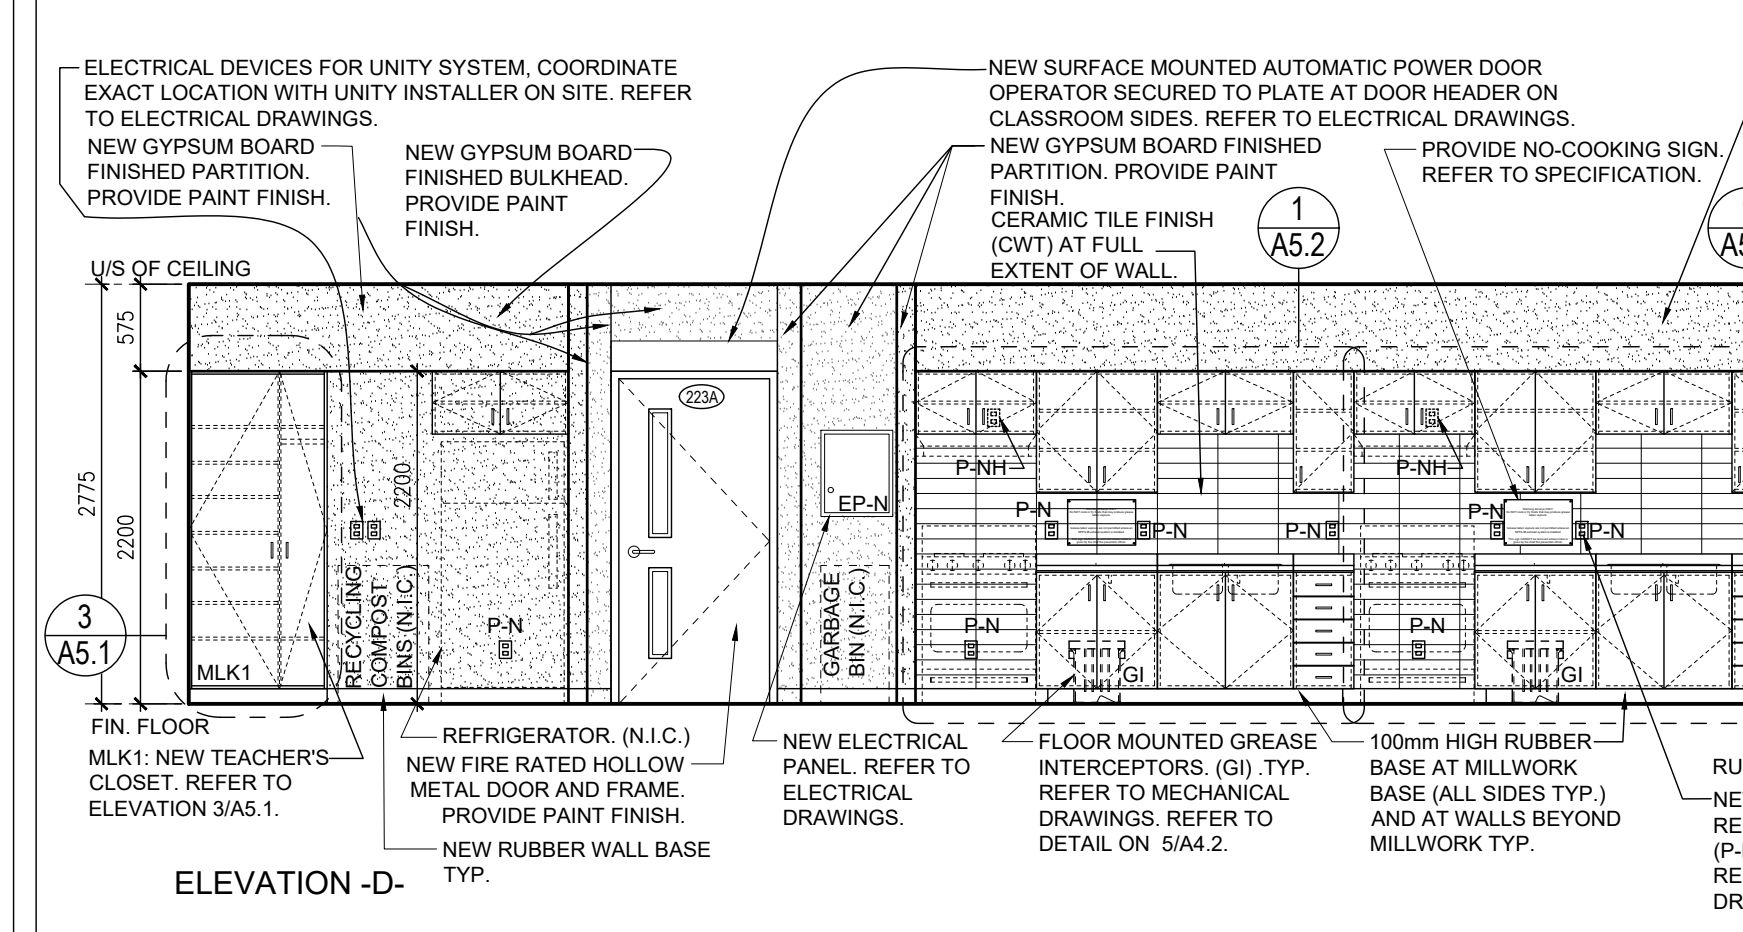 ELECTRICAL DEVICES FOR UNITY SYSTEM, COORDINATE
EXACT LOCATION WITH UNITY INSTALLER ON SITE. REFER
TO ELECTRICAL DRAWINGS.
NEW GYPSUM BOARD
FINISHED PARTITION.
PROVIDE PAINT FINISH.
NEW GYPSUM BOARD
FINISHED BULKHEAD.
PROVIDE PAINT
FINISH.
NEW SURFACE MOUNTED AUTOMATIC POWER DOOR
OPERATOR SECURED TO PLATE AT DOOR HEADER ON
CLASSROOM SIDES. REFER TO ELECTRICAL DRAWINGS.
NEW GYPSUM BOARD FINISHED
PARTITION. PROVIDE PAINT
FINISH.
CERAMIC TILE FINISH
(CWT) AT FULL
EXTENT OF WALL.
1
A5.2
PROVIDE NO-COOKING SIGN.
REFER TO SPECIFICATION.
U/S OF CEILING
575
2775
2200
2200
223A
EP-N
P-NH
P-NH
P-N
P-N
P-N
P-N
P-N
P-N
P-N
P-N
RECYCLING
COMPOST
BINS (N.I.C.)
GARBAGE
BIN (N.I.C.)
3
A5.1
MLK1
GI
GI
FIN. FLOOR
MLK1: NEW TEACHER'S
CLOSET. REFER TO
ELEVATION 3/A5.1.
REFRIGERATOR. (N.I.C.)
NEW FIRE RATED HOLLOW
METAL DOOR AND FRAME.
PROVIDE PAINT FINISH.
NEW RUBBER WALL BASE
TYP.
NEW ELECTRICAL
PANEL. REFER TO
ELECTRICAL
DRAWINGS.
FLOOR MOUNTED GREASE
INTERCEPTORS. (GI) .TYP.
REFER TO MECHANICAL
DRAWINGS. REFER TO
DETAIL ON 5/A4.2.
100mm HIGH RUBBER
BASE AT MILLWORK
BASE (ALL SIDES TYP.)
AND AT WALLS BEYOND
MILLWORK TYP.
ELEVATION -D-